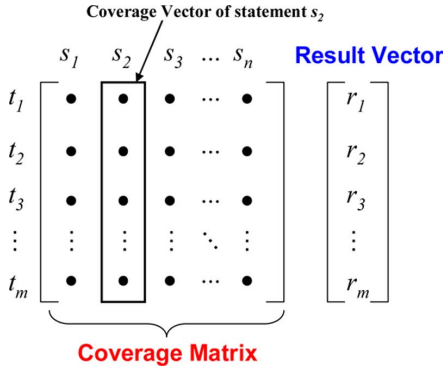 Coverage Vector of statement s2
s1 s2 s3 ... sn Result Vector
t1 ... r1
t2 ... r2
t3 ... r3
⋮ ⋮ ⋮ ⋮ ⋱ ⋮ ⋮
tm ... rm
Coverage Matrix